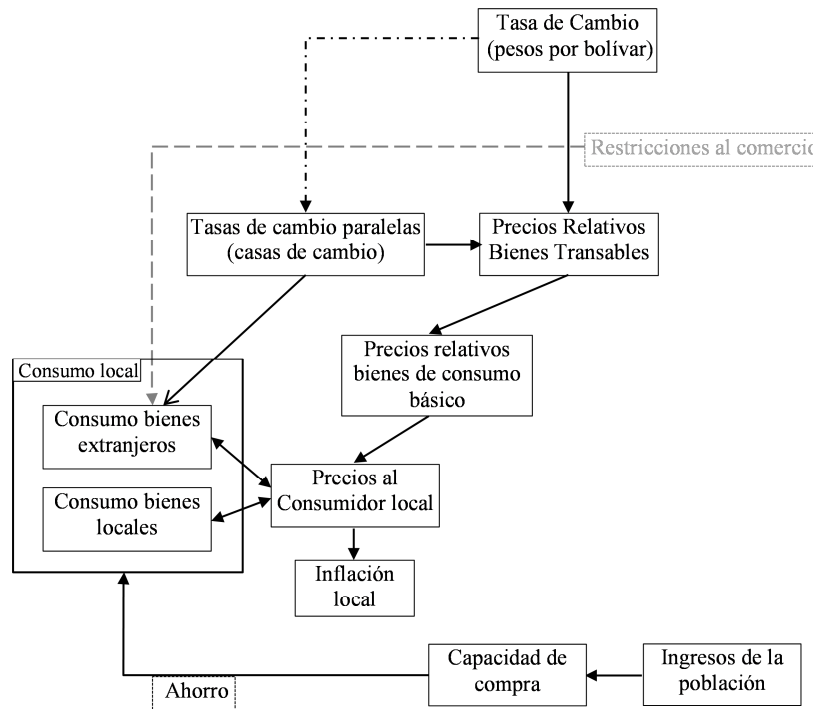 Tasa de Cambio
(pesos por bolívar)
Restricciones al comercio
Tasas de cambio paralelas
(casas de cambio)
Precios Relativos
Bienes Transables
Precios relativos
bienes de consumo
básico
Consumo local
Consumo bienes
extranjeros
Precios al
Consumidor local
Consumo bienes
locales
Inflación
local
Capacidad de
compra
Ingresos de la
población
Ahorro